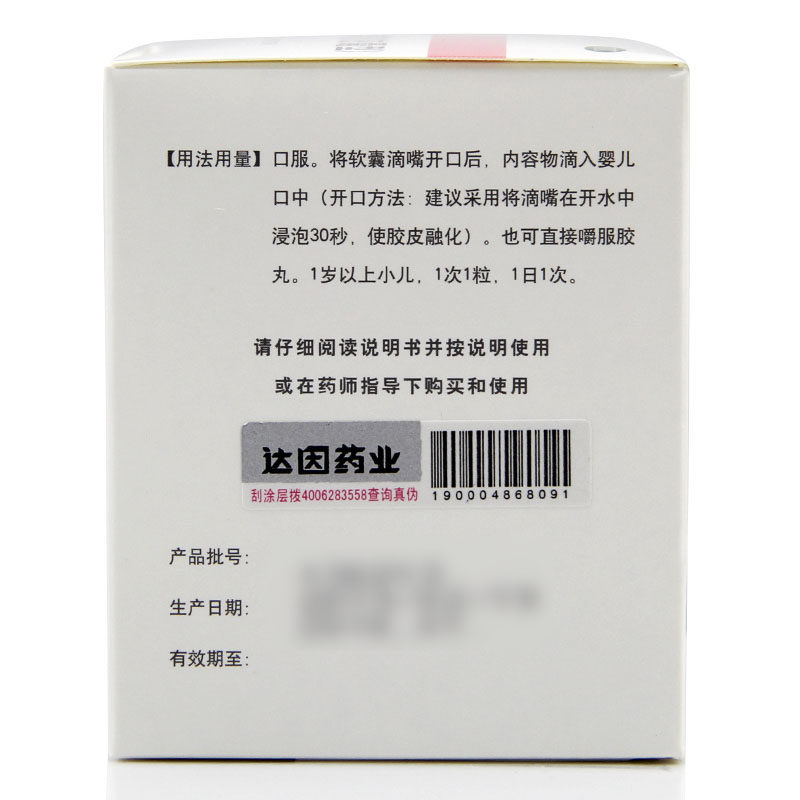 【用法用量】口服。将软囊滴嘴开口后，内容物滴入婴儿
口中（开口方法：建议采用将滴嘴在开水中
浸泡30秒，使胶皮融化）。也可直接嚼服胶
丸。1岁以上小儿，1次1粒，1日1次。
请仔细阅读说明书并按说明使用
或在药师指导下购买和使用
达因药业
刮涂层拨4006283558查询真伪
190004868091
产品批号：
生产日期：
有效期至：